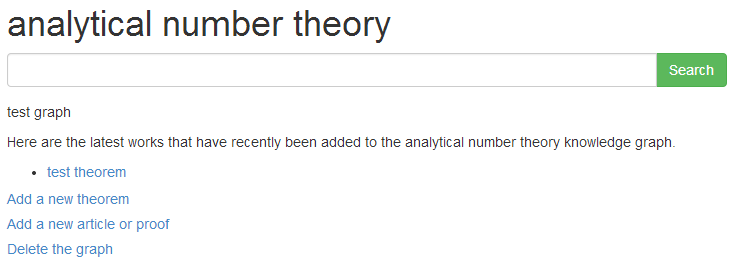 analytical number theory
Search
test graph
Here are the latest works that have recently been added to the analytical number theory knowledge graph.
test theorem
Add a new theorem
Add a new article or proof
Delete the graph